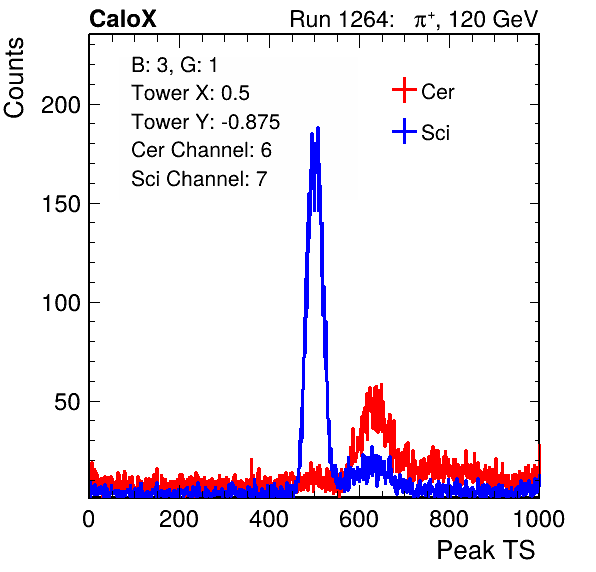 CaloX Run 1264: π⁺, 120 GeV
Counts
B: 3, G: 1
Tower X: 0.5
Tower Y: -0.875
Cer Channel: 6
Sci Channel: 7
Cer
Sci
200
150
100
50
0 200 400 600 800 1000
Peak TS